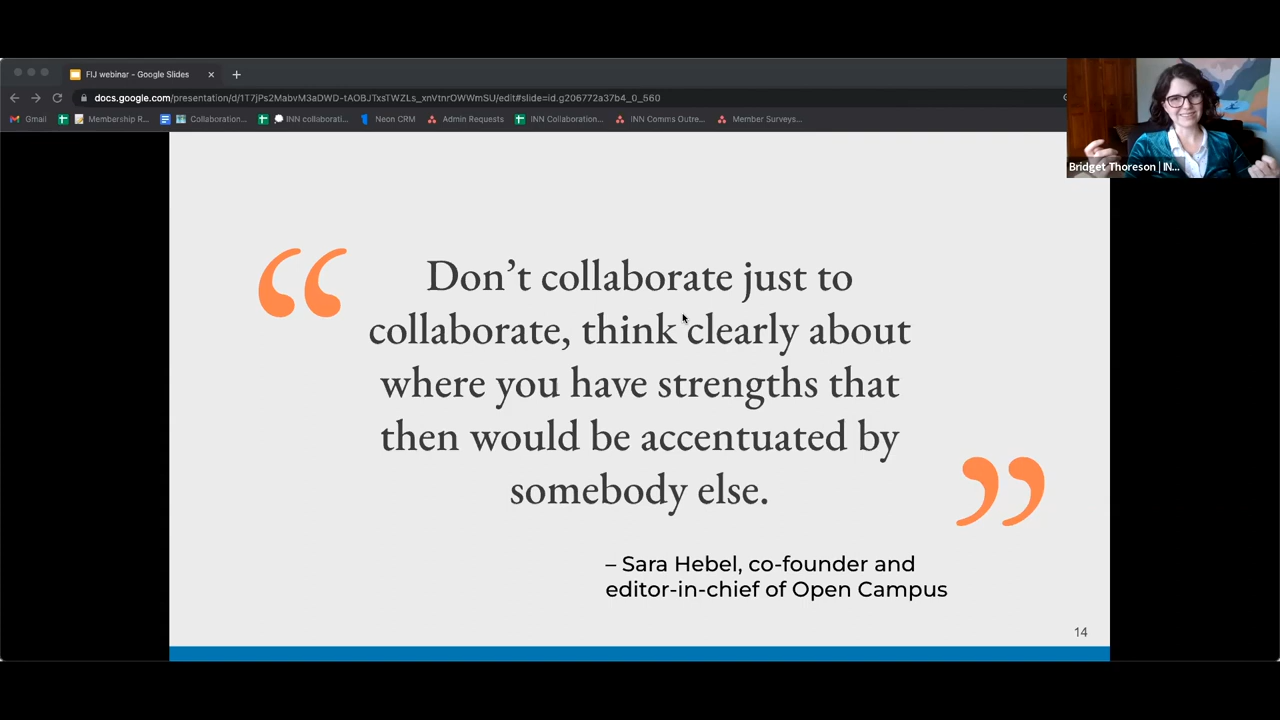 FIJ webinar - Google Slides
docs.google.com/presentation/d/1T7jPs2MabvM3aDWD-tAOBJTxsTWZLs_xnVtnrOWWmSU/edit#slide=id.g206772a37b4_0_560
Gmail Membership R... Collaboration... INN collaborati... Neon CRM Admin Requests INN Collaboration... INN Comms Outre... Member Surveys...
Bridget Thoreson | IN...
“Don’t collaborate just to
collaborate, think clearly about
where you have strengths that
then would be accentuated by
somebody else.”
– Sara Hebel, co-founder and
editor-in-chief of Open Campus
14